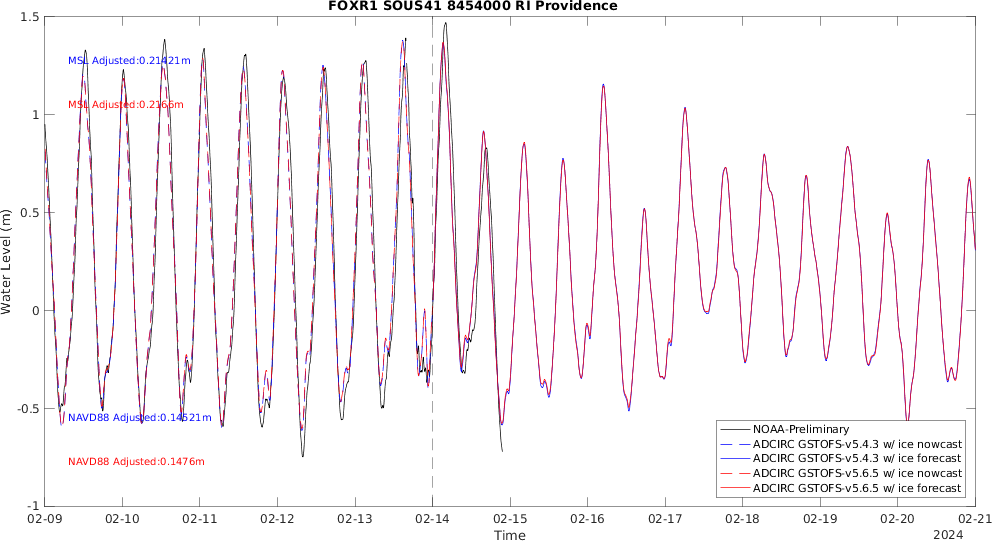 FOXR1 SOUS41 8454000 RI Providence
1.5
1
0.5
0
-0.5
-1
Water Level (m)
MSL Adjusted:0.21421m
MSL Adjusted:0.2166m
NAVD88 Adjusted:0.14521m
NAVD88 Adjusted:0.1476m
NOAA-Preliminary
ADCIRC GSTOFS-v5.4.3 w/ ice nowcast
ADCIRC GSTOFS-v5.4.3 w/ ice forecast
ADCIRC GSTOFS-v5.6.5 w/ ice nowcast
ADCIRC GSTOFS-v5.6.5 w/ ice forecast
02-09 02-10 02-11 02-12 02-13 02-14 02-15 02-16 02-17 02-18 02-19 02-20 02-21
Time
2024